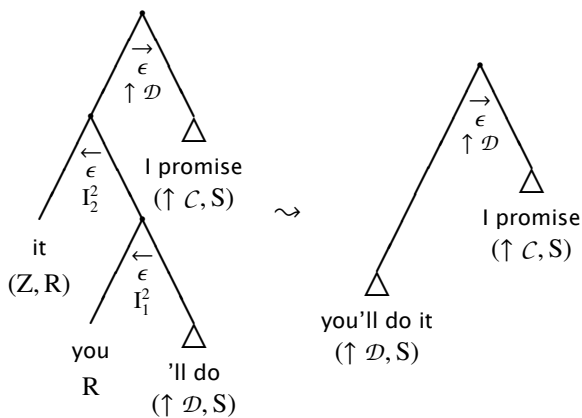 →
ϵ
↑ 𝒟
←
ϵ
I₂²
I promise
(↑ 𝒞, S)
it
(Z, R)
←
ϵ
I₁²
you
R
'll do
(↑ 𝒟, S)
⤳
→
ϵ
↑ 𝒟
I promise
(↑ 𝒞, S)
you'll do it
(↑ 𝒟, S)